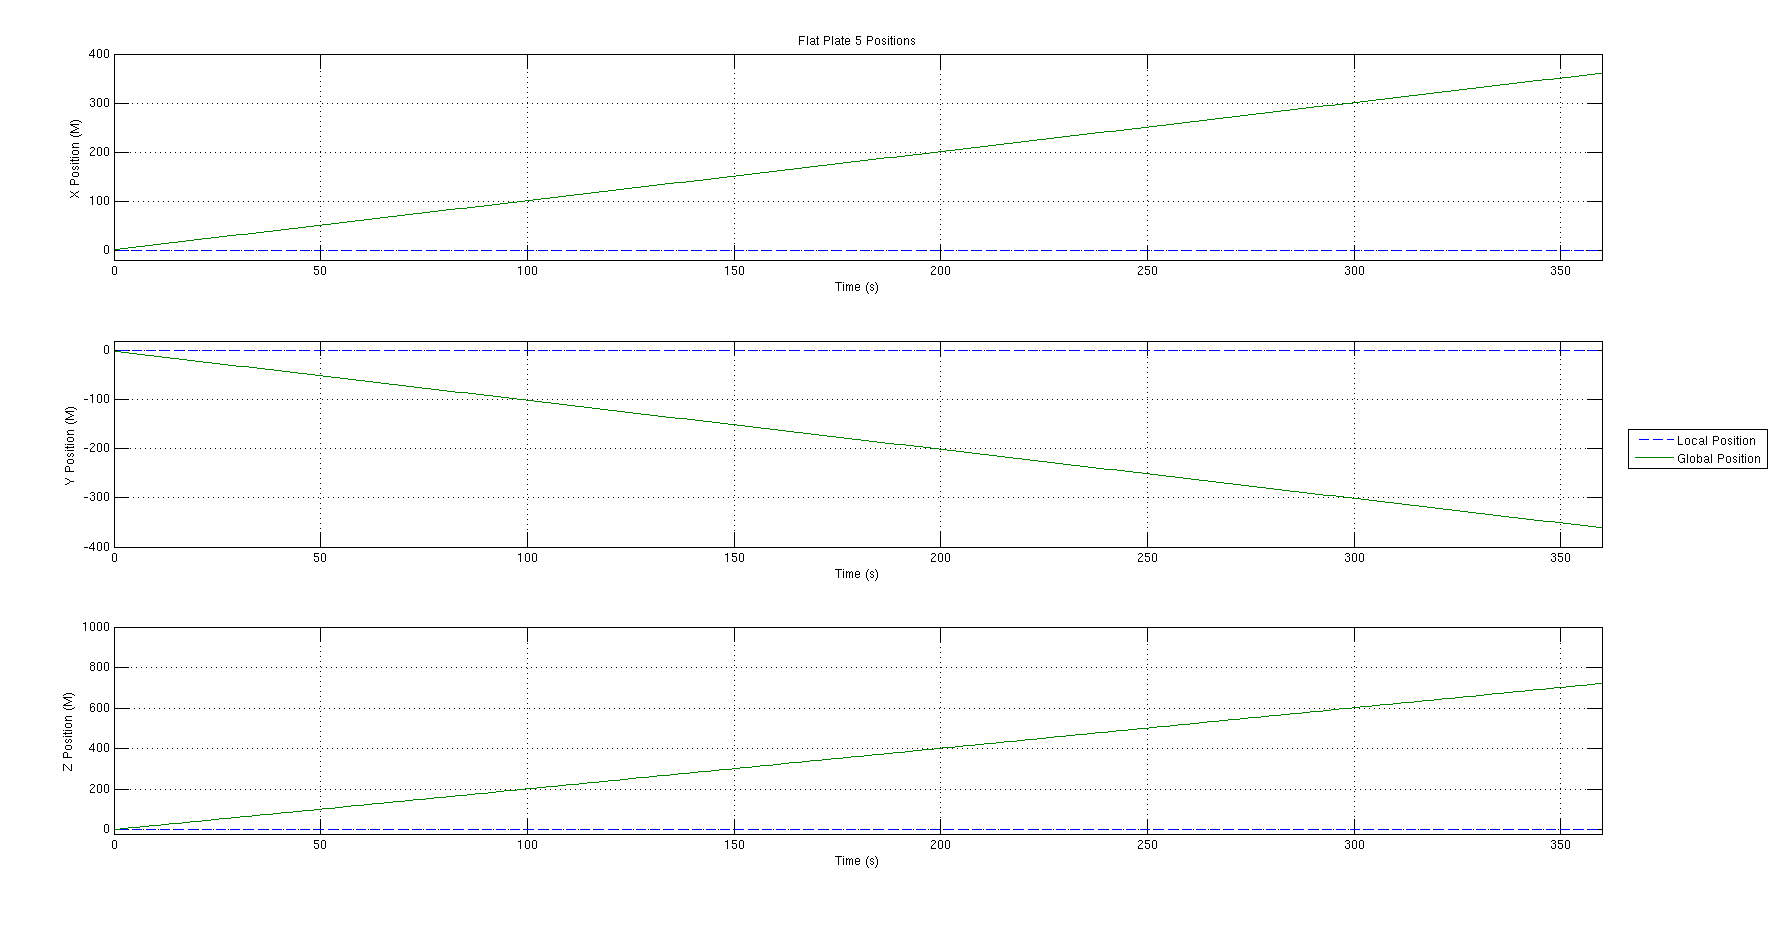 Flat Plate 5 Positions
400
300
200
100
0
X Position (M)
0 50 100 150 200 250 300 350
Time (s)
0
-100
-200
-300
-400
Y Position (M)
0 50 100 150 200 250 300 350
Time (s)
Local Position
Global Position
1000
800
600
400
200
0
Z Position (M)
0 50 100 150 200 250 300 350
Time (s)